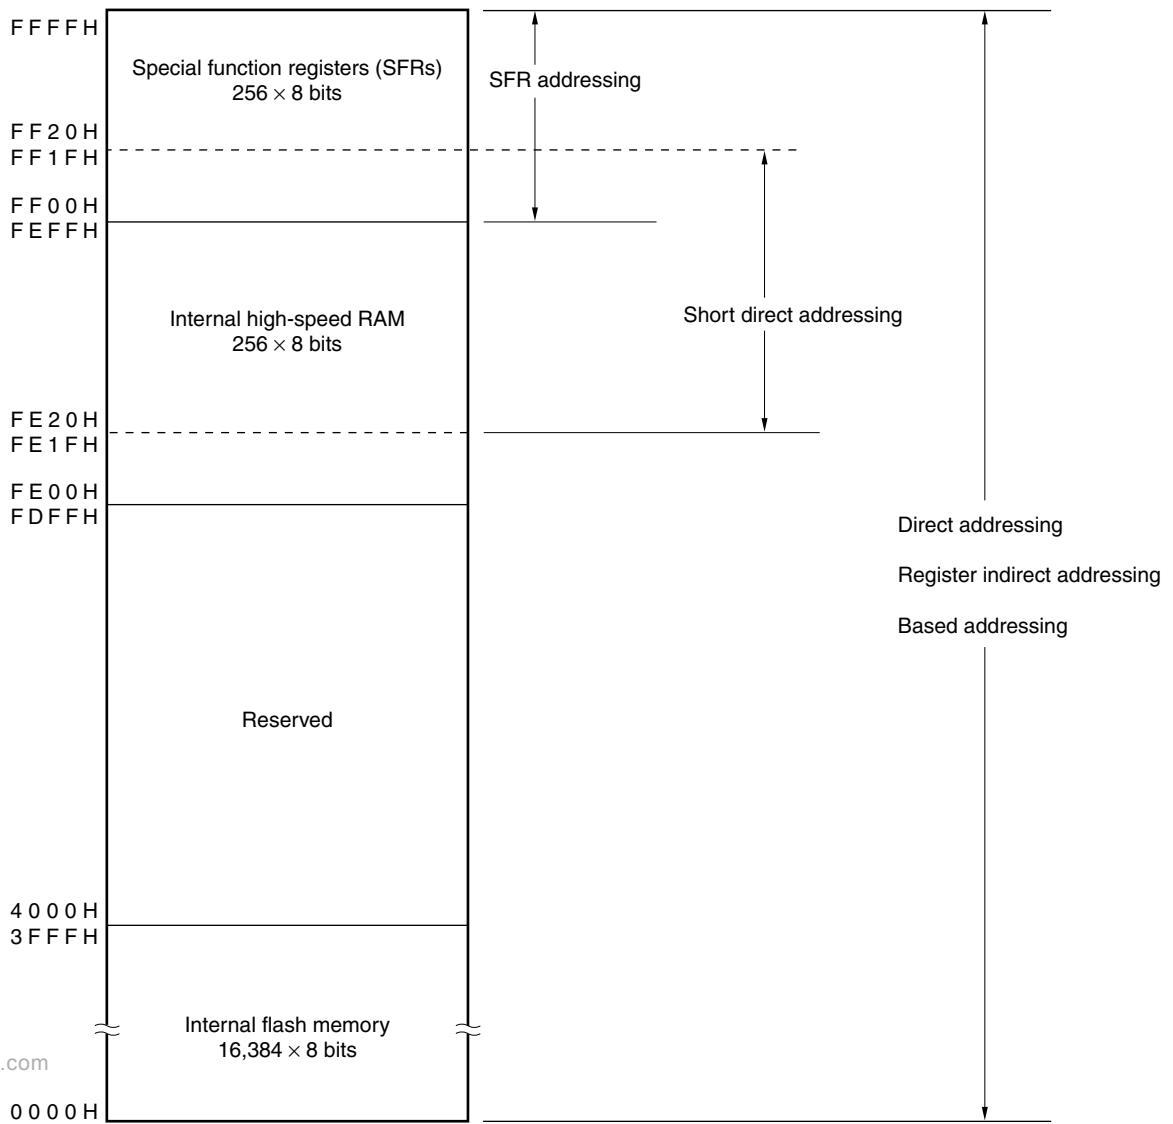 FFFFH
Special function registers (SFRs)
256 × 8 bits
SFR addressing
FF20H
FF1FH
FF00H
FEFFH
Internal high-speed RAM
256 × 8 bits
Short direct addressing
FE20H
FE1FH
FE00H
FDFFH
Direct addressing
Register indirect addressing
Based addressing
Reserved
4000H
3FFFH
Internal flash memory
16,384 × 8 bits
.com
0000H